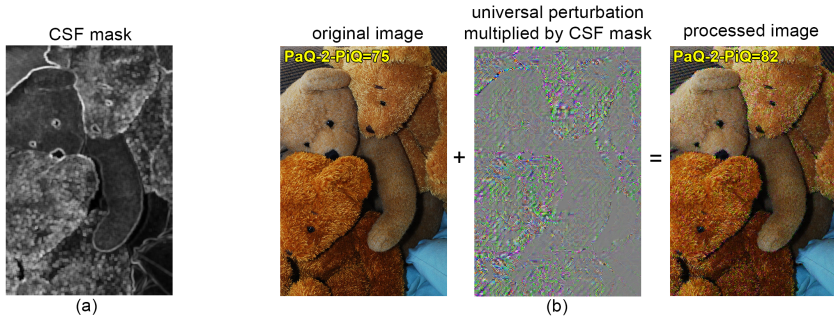 CSF mask
(a)
original image
PaQ-2-PiQ=75
+
universal perturbation
multiplied by CSF mask
=
processed image
PaQ-2-PiQ=82
(b)